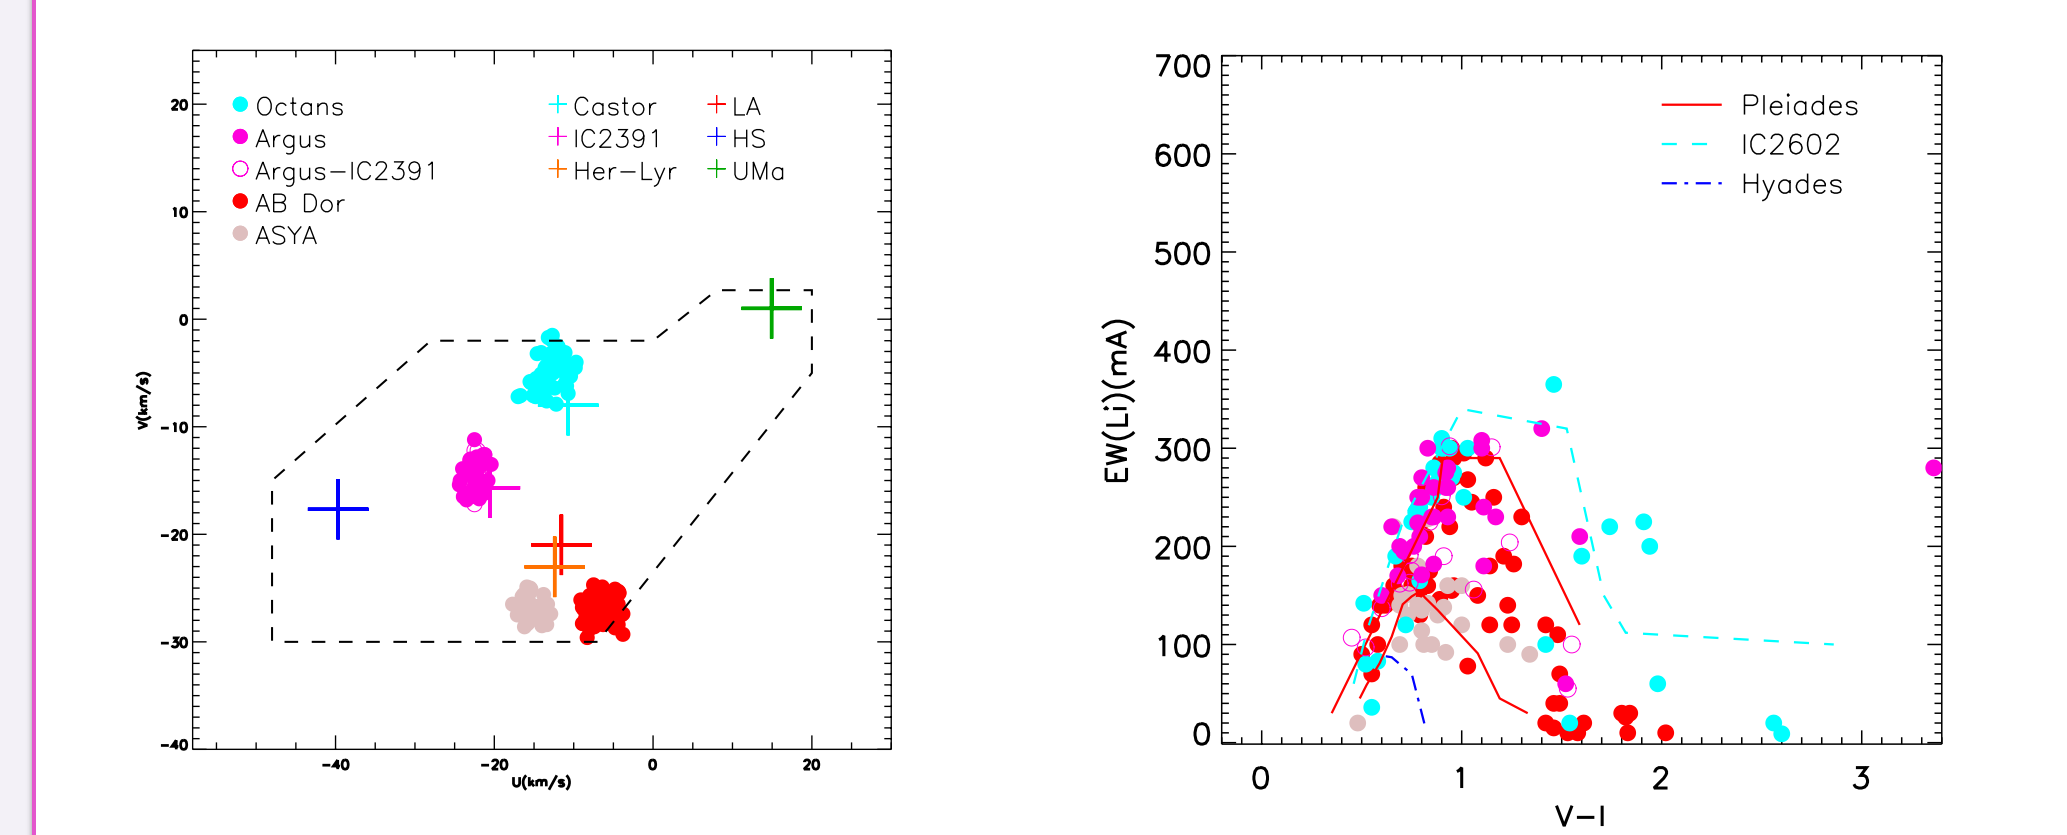 Octans
Argus
Argus-IC2391
AB Dor
ASYA
Castor
IC2391
Her-Lyr
LA
HS
UMa
20
10
0
-10
-20
-30
-40
V(km/s)
-40 -20 0 20
U(km/s)
Pleiades
IC2602
Hyades
700
600
500
400
300
200
100
0
EW(Li)(mA)
0 1 2 3
V-I